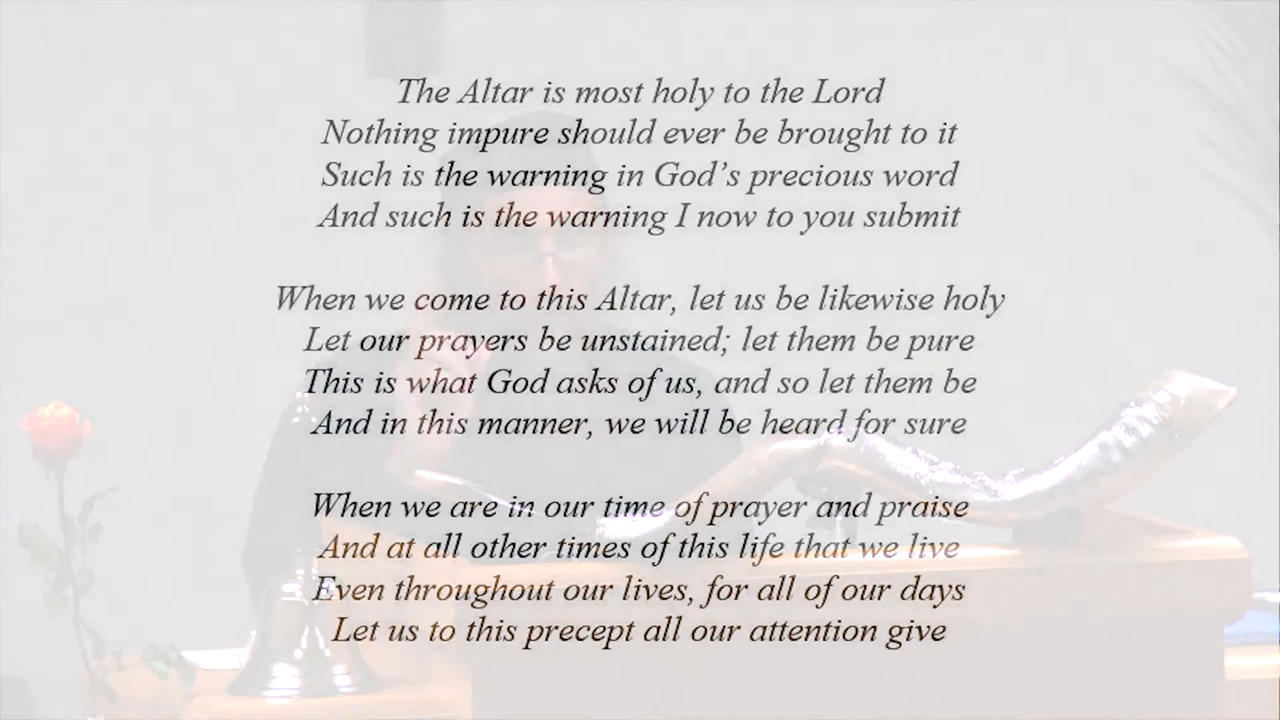 The Altar is most holy to the Lord
Nothing impure should ever be brought to it
Such is the warning in God’s precious word
And such is the warning I now to you submit
When we come to this Altar, let us be likewise holy
Let our prayers be unstained; let them be pure
This is what God asks of us, and so let them be
And in this manner, we will be heard for sure
When we are in our time of prayer and praise
And at all other times of this life that we live
Even throughout our lives, for all of our days
Let us to this precept all our attention give